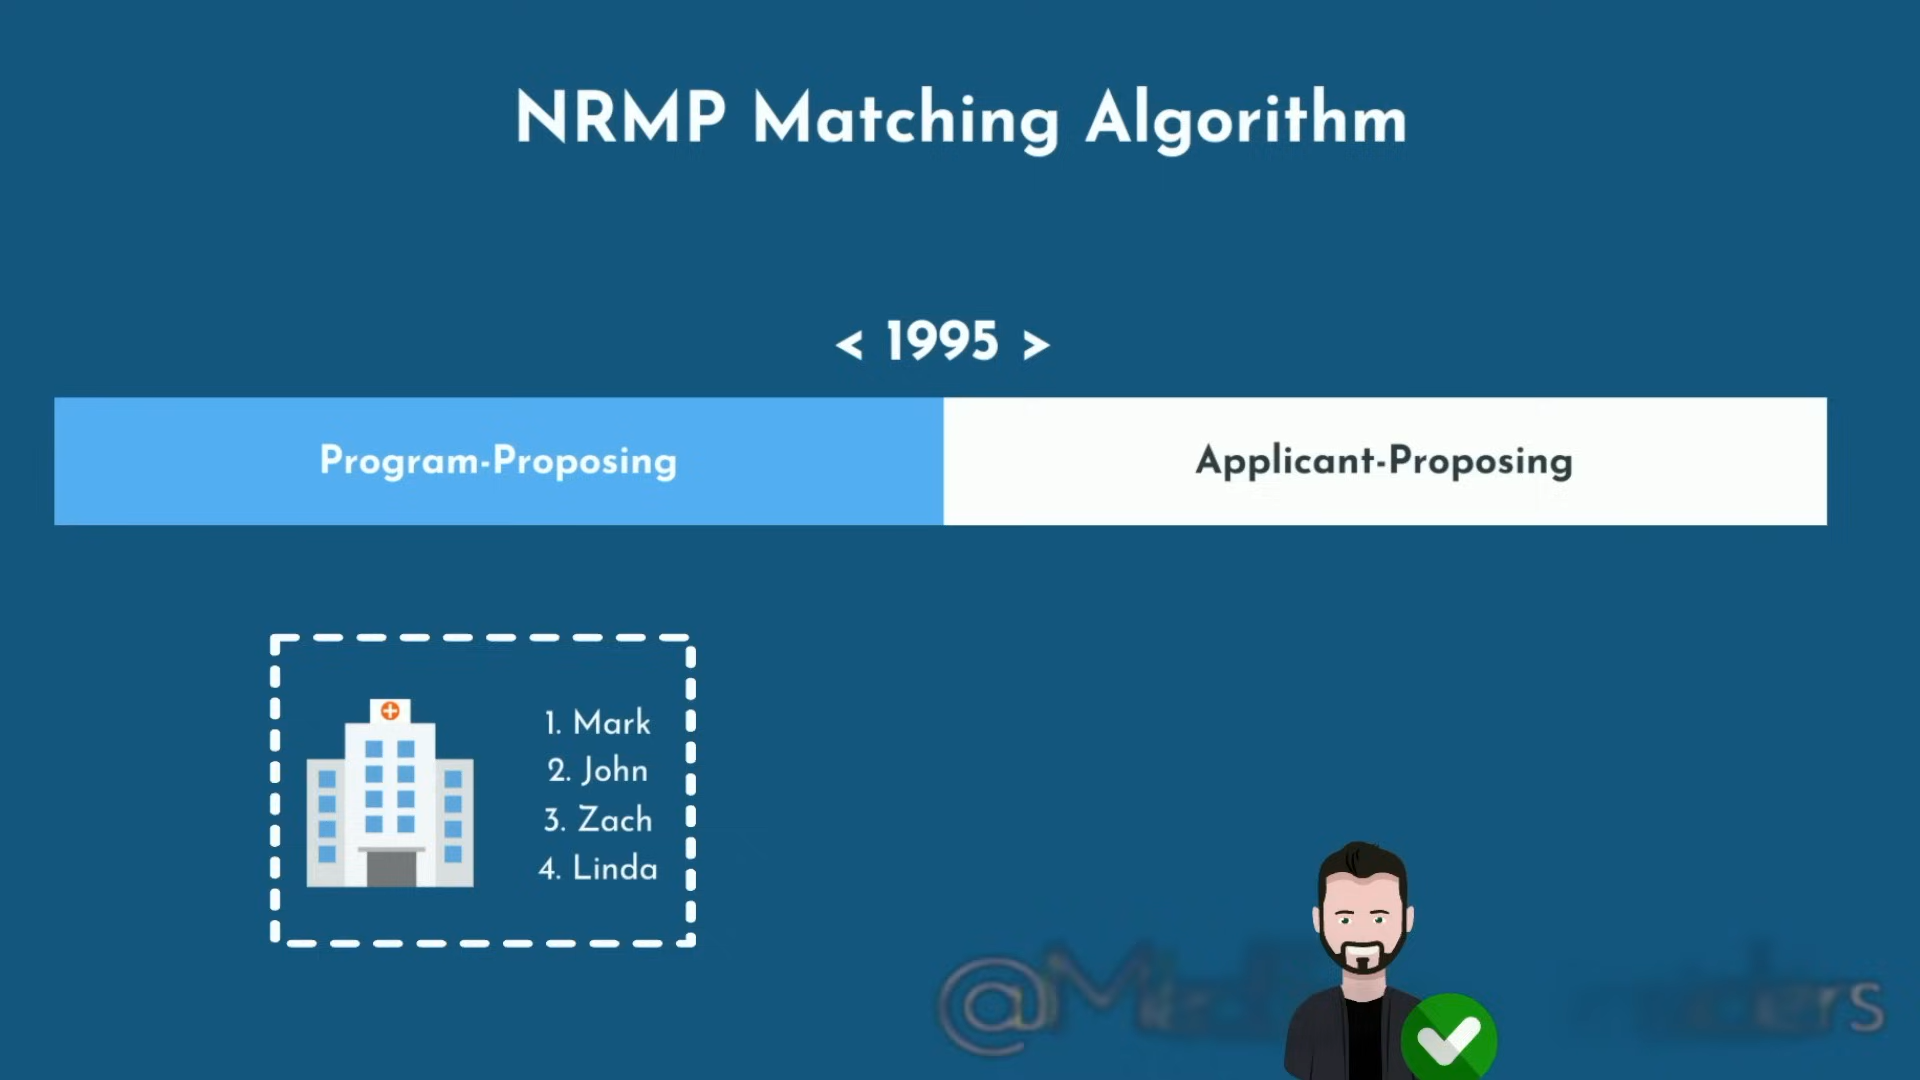 NRMP Matching Algorithm
< 1995 >
Program-Proposing
Applicant-Proposing
1. Mark
2. John
3. Zach
4. Linda